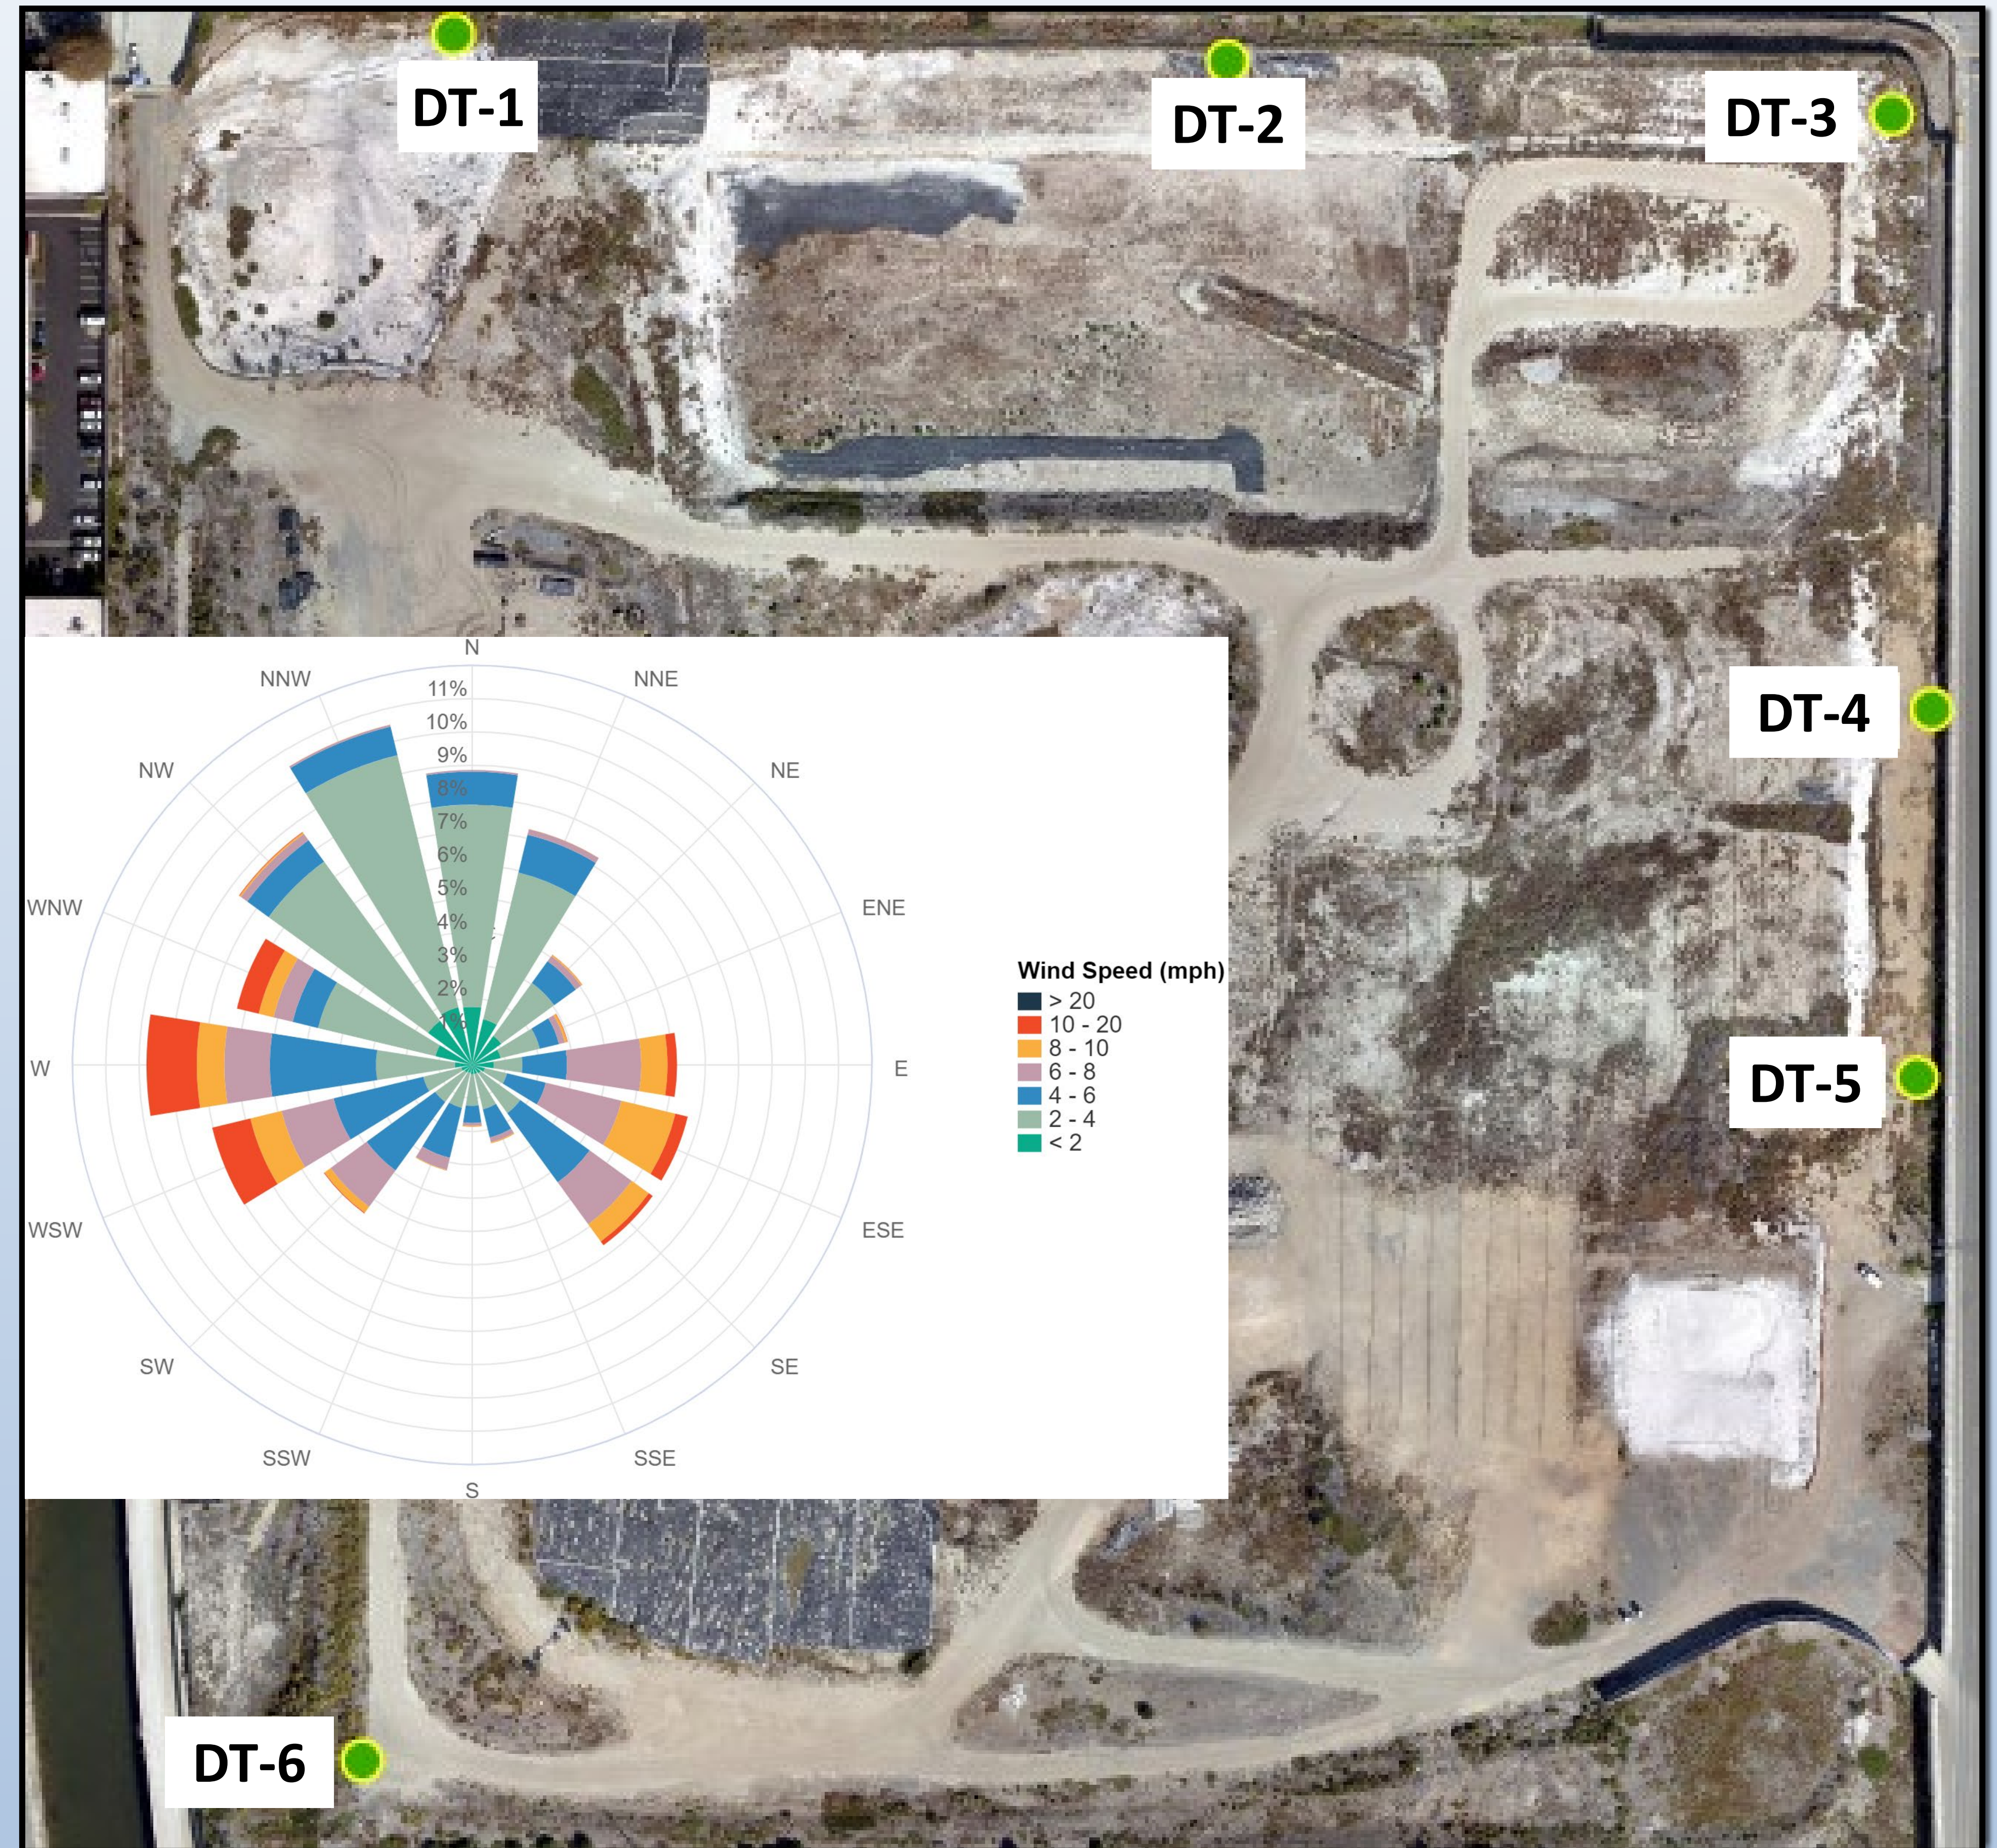 DT-1
DT-2
DT-3
DT-4
DT-5
DT-6
N
NNE
NE
ENE
E
ESE
SE
SSE
S
SSW
SW
WSW
W
WNW
NW
NNW
11%
10%
9%
8%
7%
6%
5%
4%
3%
2%
1%
Wind Speed (mph)
> 20
10 - 20
8 - 10
6 - 8
4 - 6
2 - 4
< 2